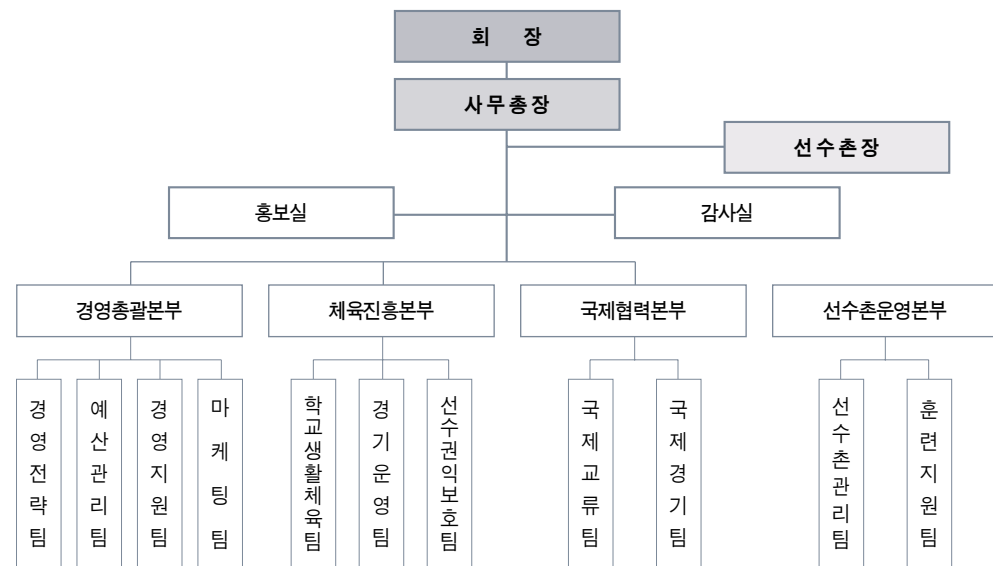 회 장
사무총장
선수촌장
홍보실
감사실
경영총괄본부
체육진흥본부
국제협력본부
선수촌운영본부
경영전략팀
예산관리팀
경영지원팀
마케팅팀
학교생활체육팀
경기운영팀
선수권익보호팀
국제교류팀
국제경기팀
선수촌관리팀
훈련지원팀